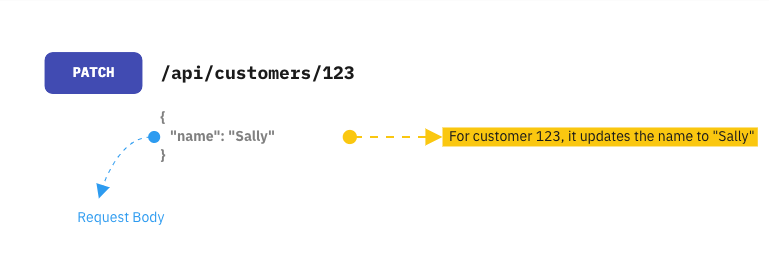 PATCH /api/customers/123
{
"name": "Sally"
}
For customer 123, it updates the name to "Sally"
Request Body